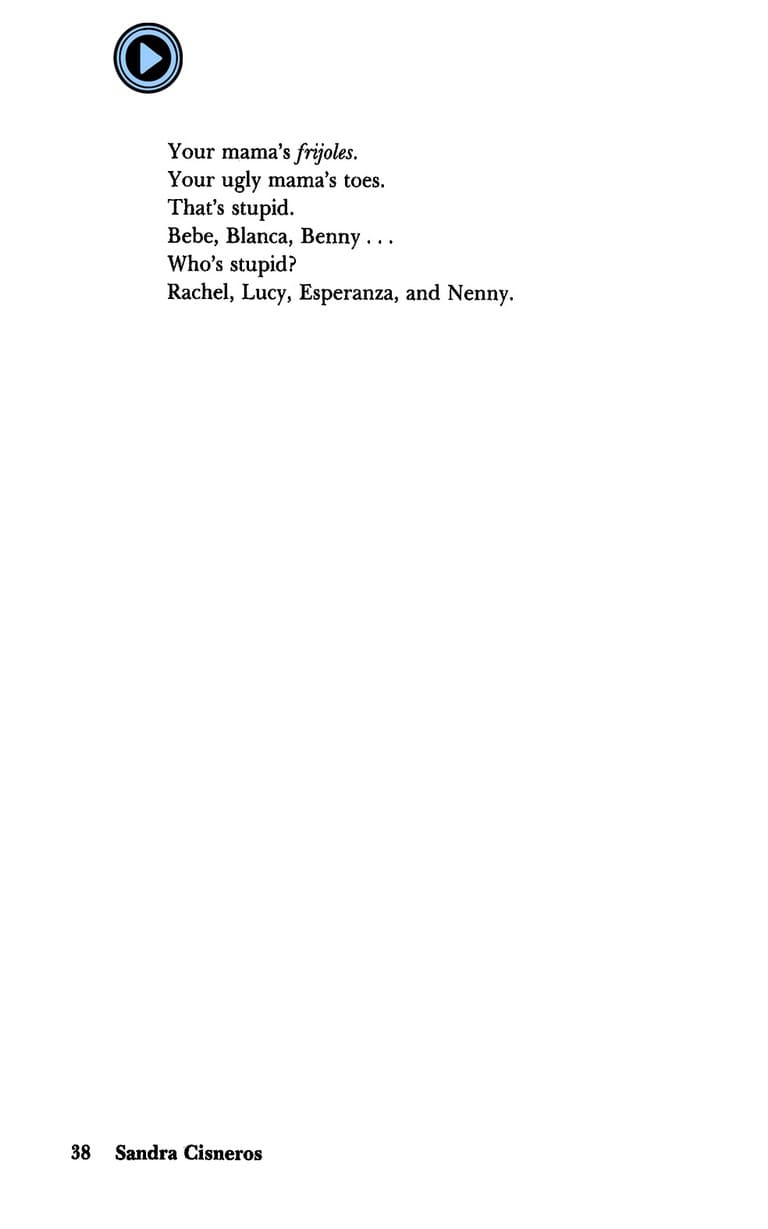 Your mama's frijoles.
Your ugly mama's toes.
That's stupid.
Bebe, Blanca, Benny . . .
Who's stupid?
Rachel, Lucy, Esperanza, and Nenny.
38 Sandra Cisneros